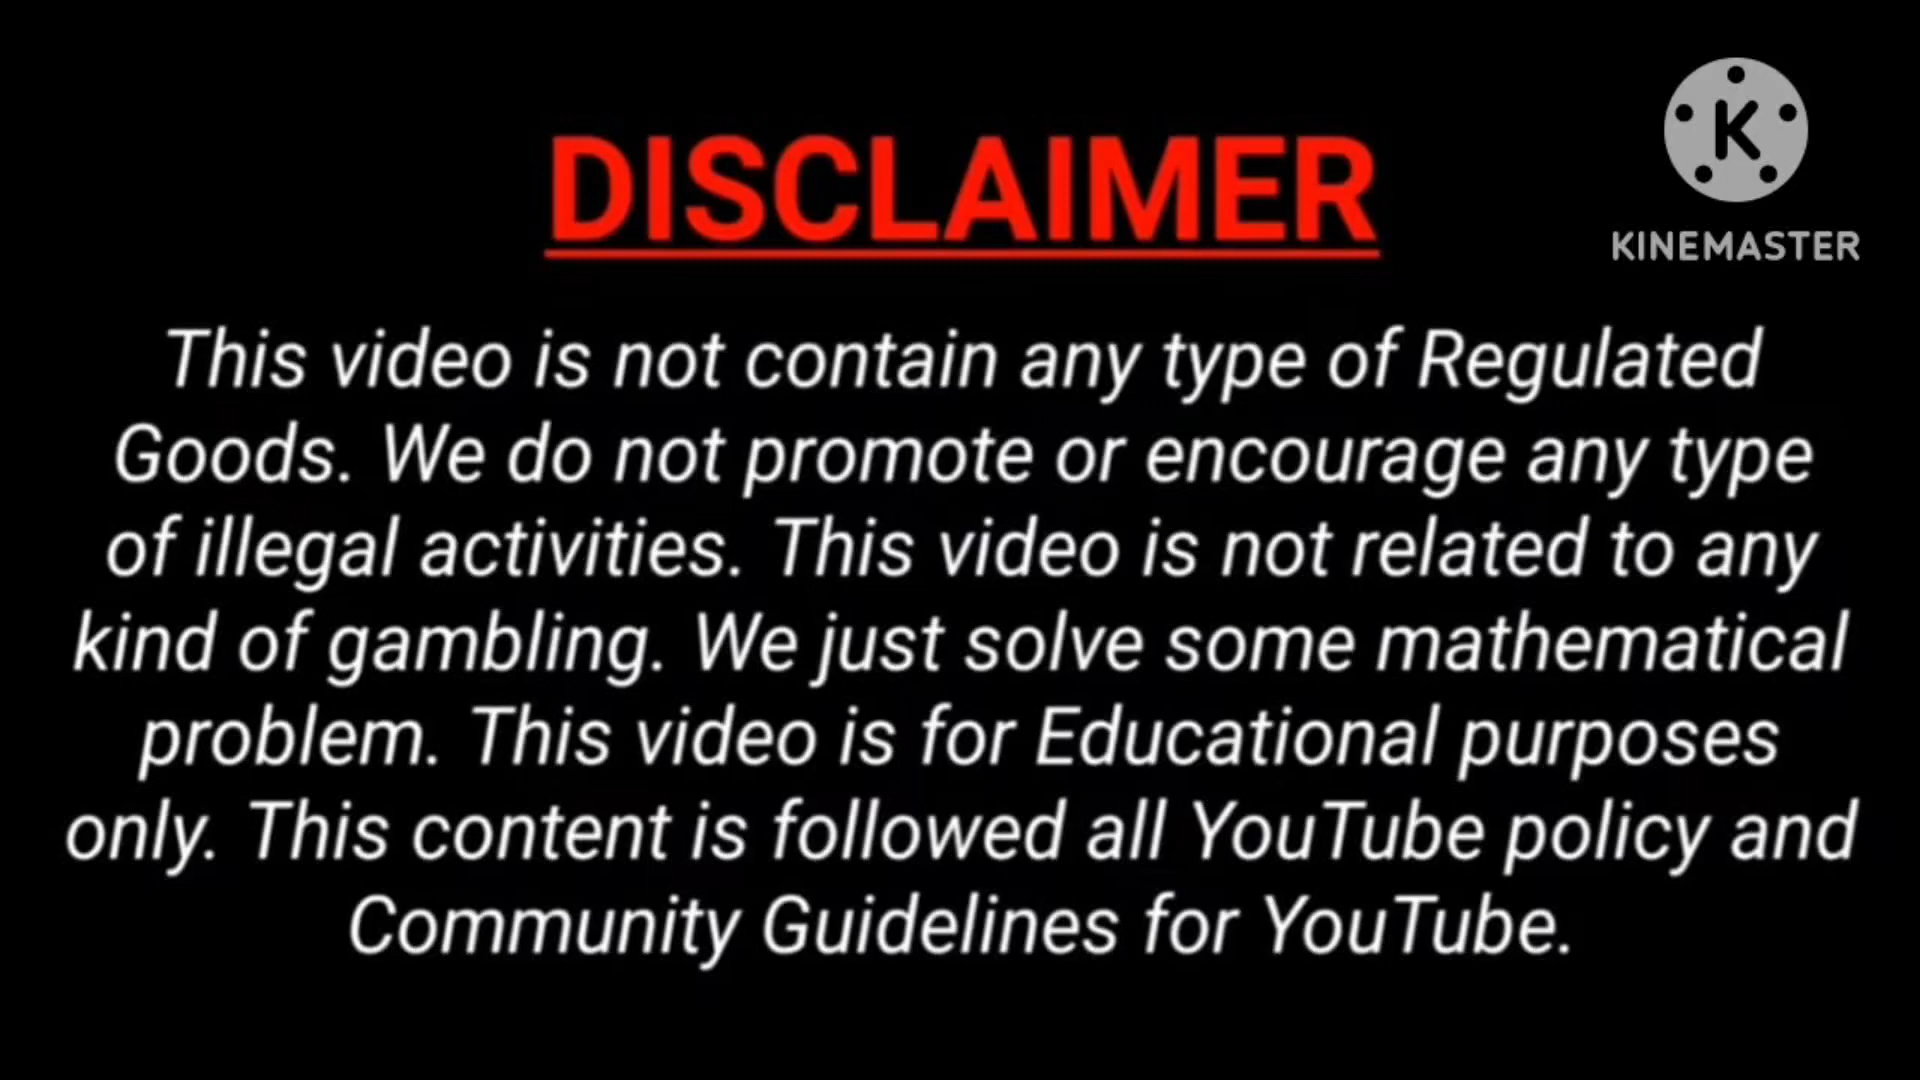 DISCLAIMER
K
KINEMASTER
This video is not contain any type of Regulated
Goods. We do not promote or encourage any type
of illegal activities. This video is not related to any
kind of gambling. We just solve some mathematical
problem. This video is for Educational purposes
only. This content is followed all YouTube policy and
Community Guidelines for YouTube.